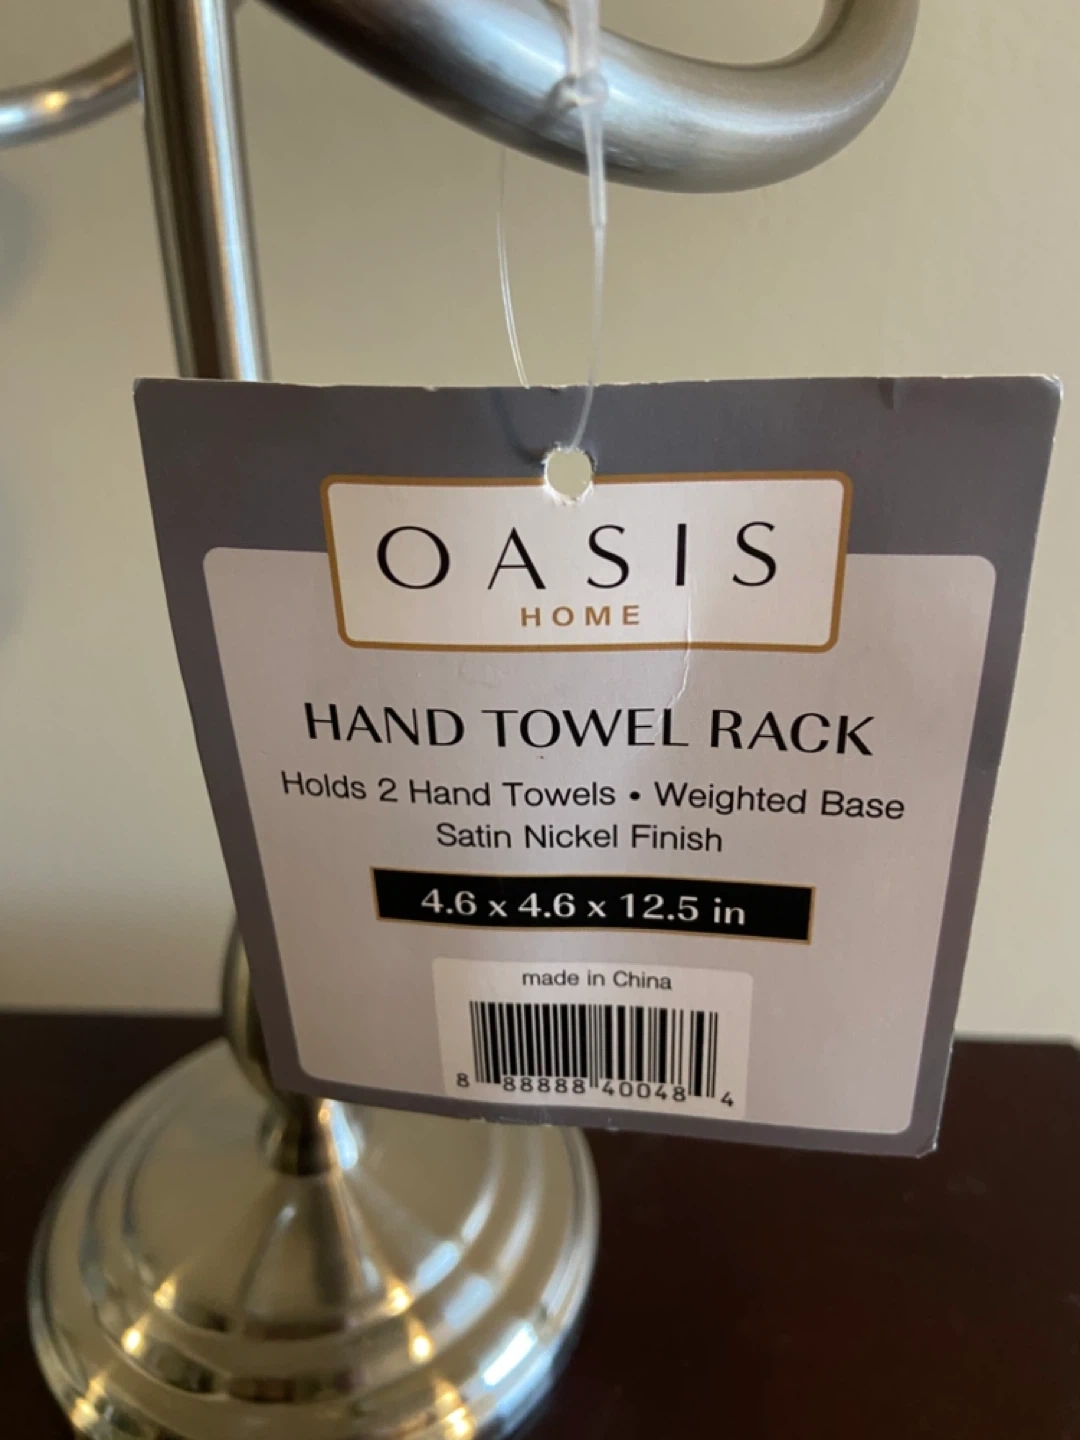 OASIS
HOME
HAND TOWEL RACK
Holds 2 Hand Towels • Weighted Base
Satin Nickel Finish
4.6 x 4.6 x 12.5 in
made in China
8 88888 40048 4